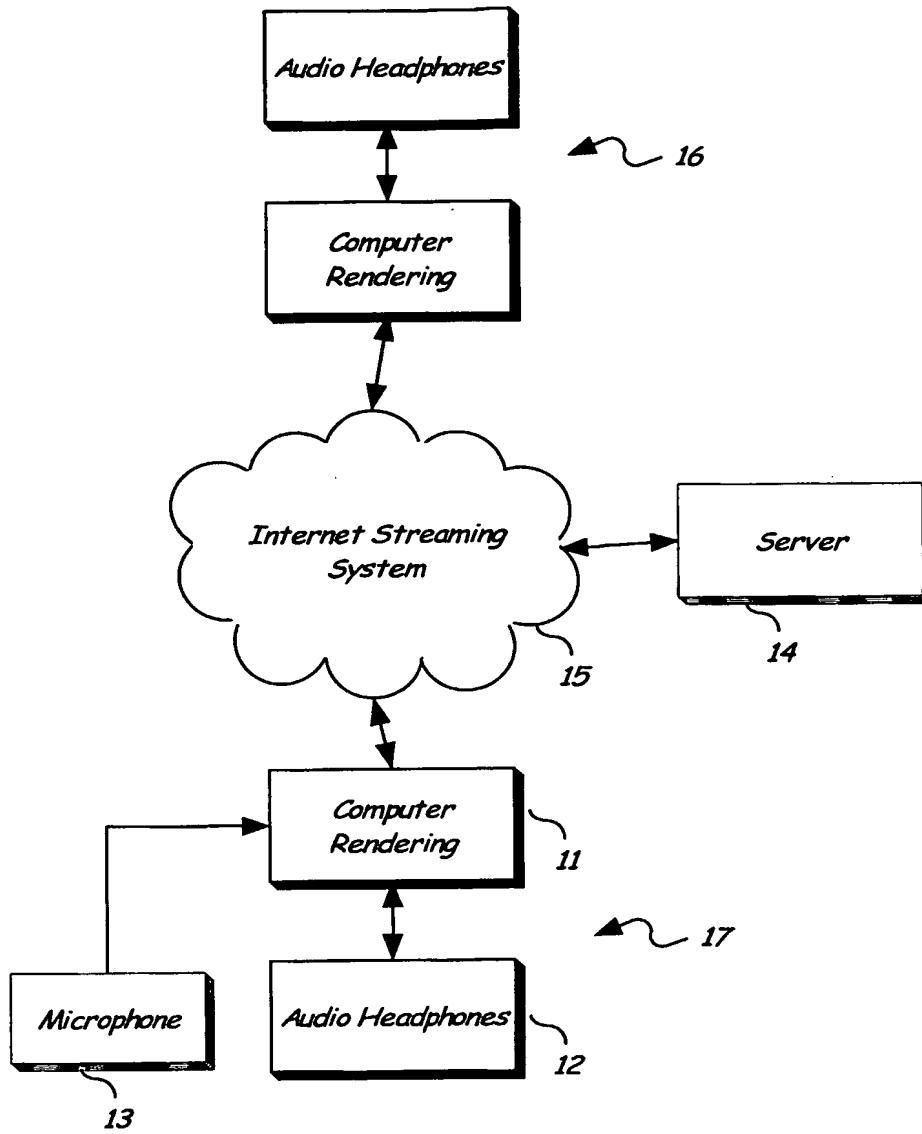 Audio Headphones
16
Computer
Rendering
Internet Streaming
System
Server
14
15
Computer
Rendering
11
17
Microphone
13
Audio Headphones
12